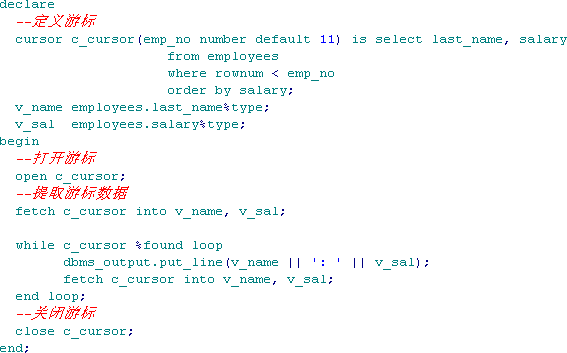 declare
  --定义游标
  cursor c_cursor(emp_no number default 11) is select last_name, salary
                     from employees
                     where rownum < emp_no
                     order by salary;
  v_name employees.last_name%type;
  v_sal  employees.salary%type;
begin
  --打开游标
  open c_cursor;
  --提取游标数据
  fetch c_cursor into v_name, v_sal;

  while c_cursor %found loop
        dbms_output.put_line(v_name || ': ' || v_sal);
        fetch c_cursor into v_name, v_sal;
  end loop;
  --关闭游标
  close c_cursor;
end;